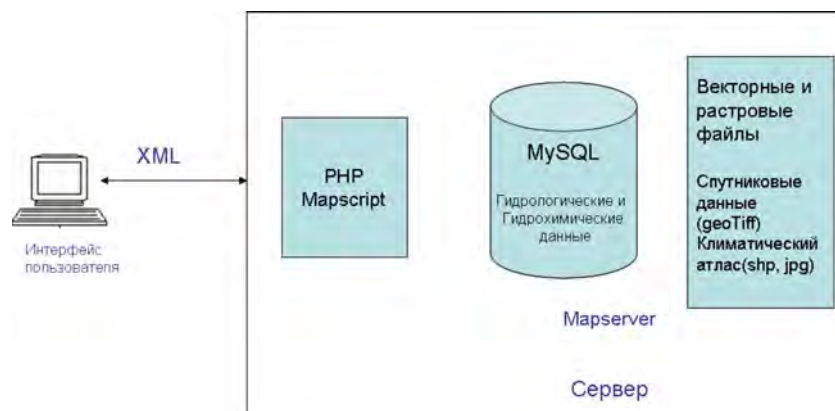 XML
Интерфейс
пользователя
PHP
Mapscript
MySQL
Гидрологические и
Гидрохимические
данные
Векторные и
растровые
файлы
Спутниковые
данные
(geoTiff)
Климатический
атлас(shp, jpg)
Mapserver
Сервер